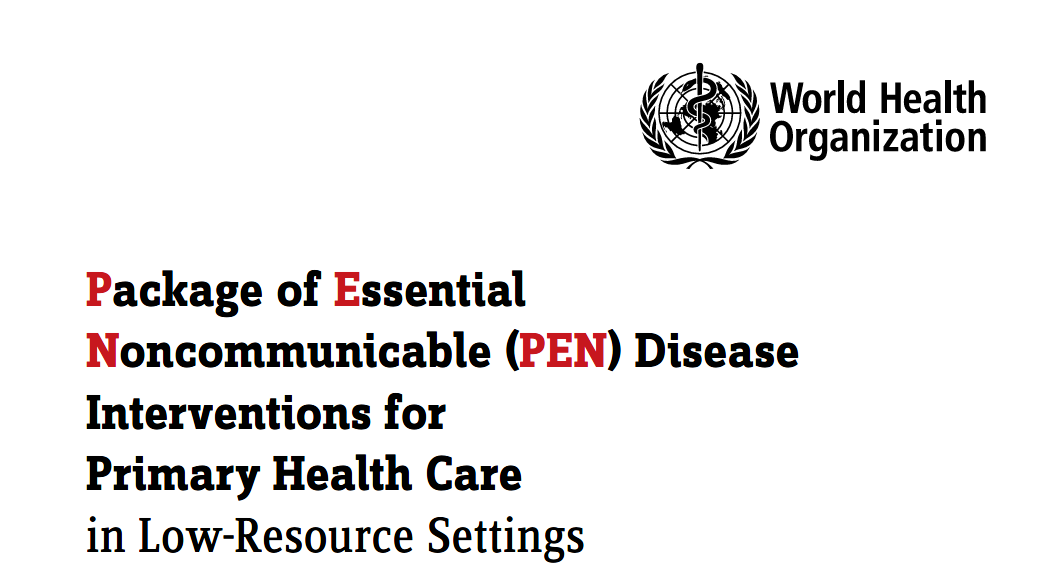 World Health
Organization
Package of Essential
Noncommunicable (PEN) Disease
Interventions for
Primary Health Care
in Low-Resource Settings